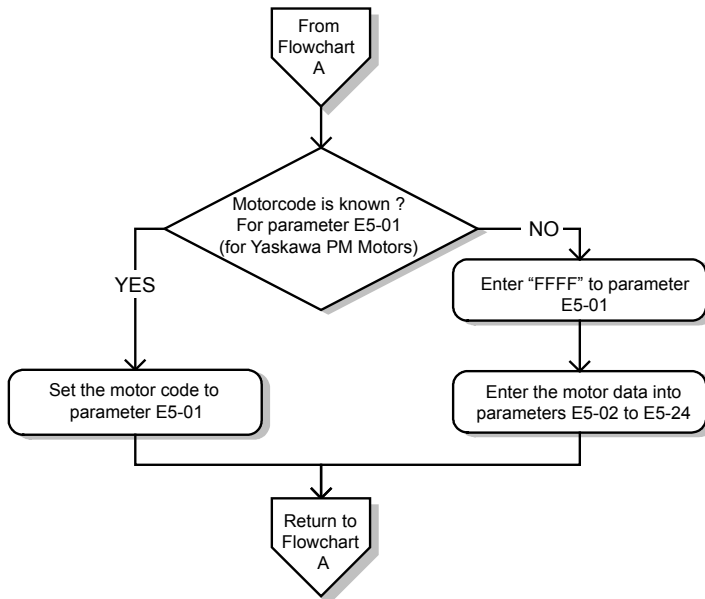 From
Flowchart
A
Motorcode is known ?
For parameter E5-01
(for Yaskawa PM Motors)
NO
YES
Enter “FFFF” to parameter
E5-01
Set the motor code to
parameter E5-01
Enter the motor data into
parameters E5-02 to E5-24
Return to
Flowchart
A